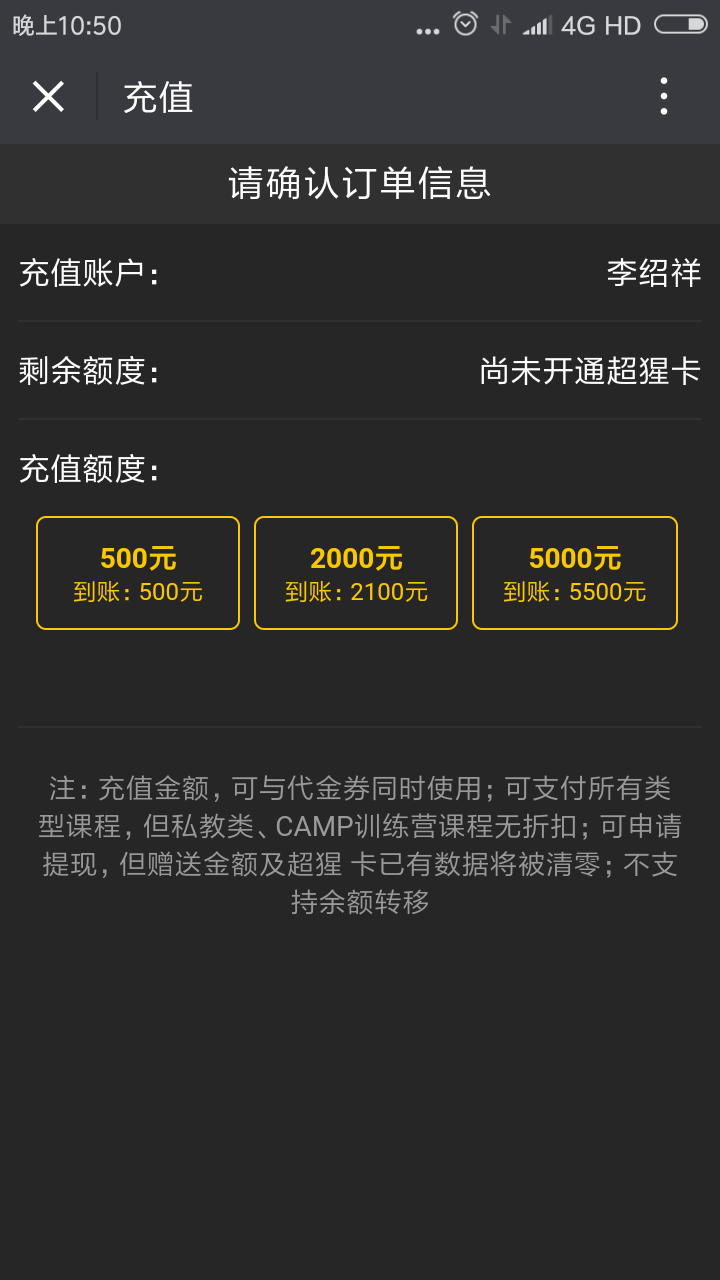 晚上10:50
4G HD
充值
请确认订单信息
充值账户：
李绍祥
剩余额度：
尚未开通超猩卡
充值额度：
500元
到账：500元
2000元
到账：2100元
5000元
到账：5500元
注：充值金额，可与代金券同时使用；可支付所有类
型课程，但私教类、CAMP训练营课程无折扣；可申请
提现，但赠送金额及超猩 卡已有数据将被清零；不支
持余额转移